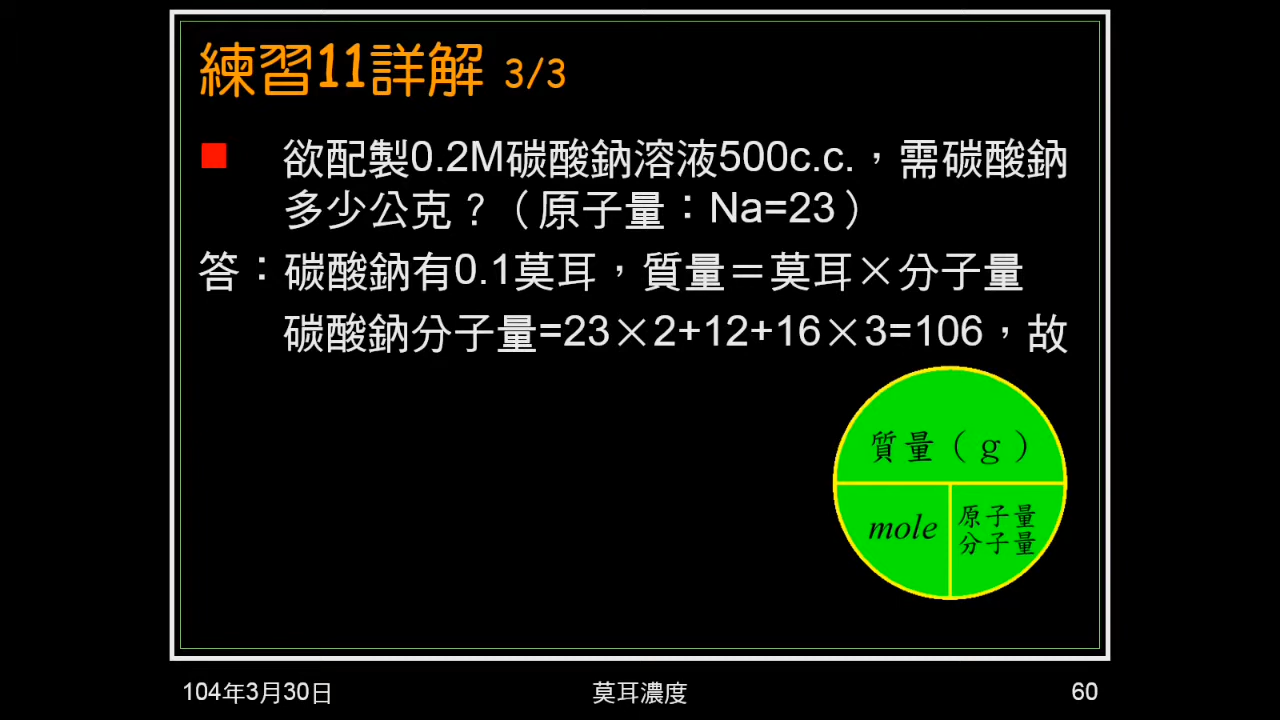 練習11詳解 3/3
欲配製0.2M碳酸鈉溶液500c.c.，需碳酸鈉
多少公克？（原子量：Na=23）
答：碳酸鈉有0.1莫耳，質量＝莫耳×分子量
碳酸鈉分子量=23×2+12+16×3=106，故
質量（g）
mole
原子量
分子量
104年3月30日
莫耳濃度
60